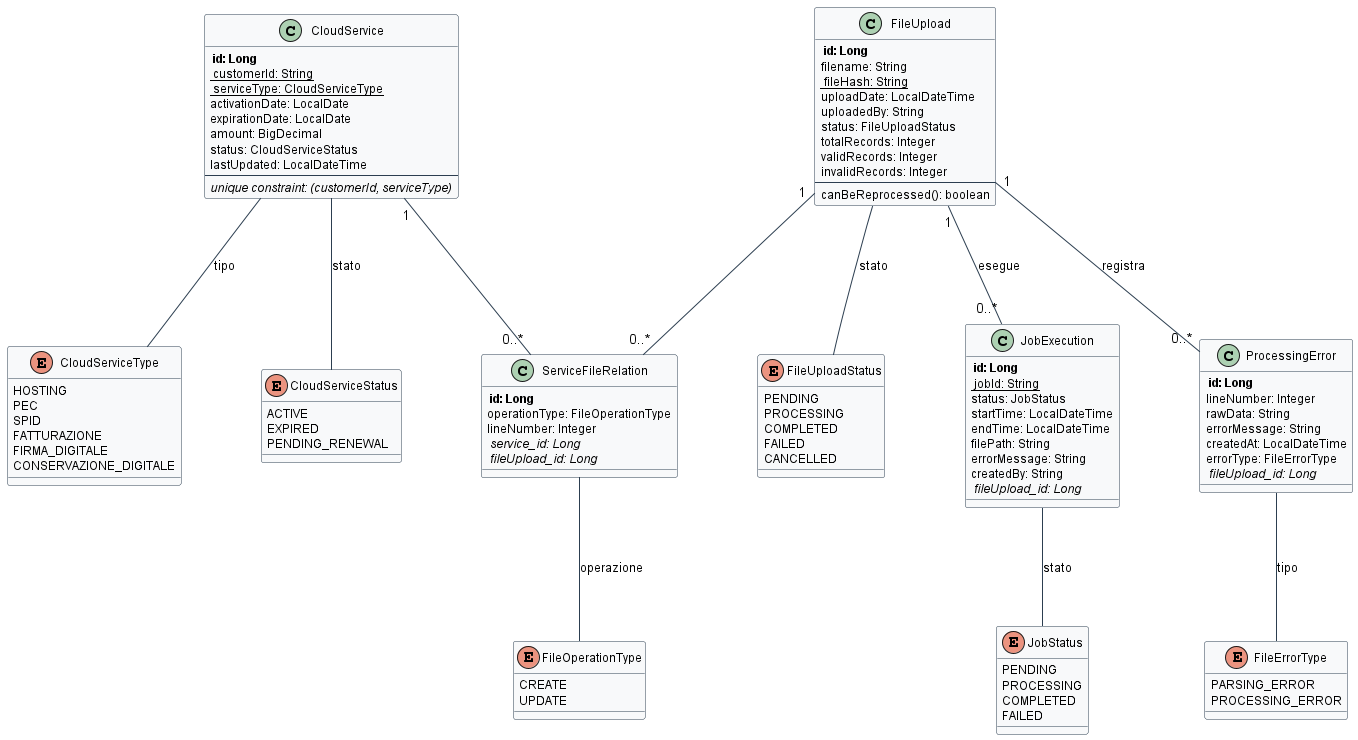 C CloudService
id: Long
customerId: String
serviceType: CloudServiceType
activationDate: LocalDate
expirationDate: LocalDate
amount: BigDecimal
status: CloudServiceStatus
lastUpdated: LocalDateTime
unique constraint: (customerId, serviceType)
C FileUpload
id: Long
filename: String
fileHash: String
uploadDate: LocalDateTime
uploadedBy: String
status: FileUploadStatus
totalRecords: Integer
validRecords: Integer
invalidRecords: Integer
canBeReprocessed(): boolean
1
1
1
1
tipo
stato
stato
esegue
registra
0..*
0..*
0..*
0..*
E CloudServiceType
HOSTING
PEC
SPID
FATTURAZIONE
FIRMA_DIGITALE
CONSERVAZIONE_DIGITALE
E CloudServiceStatus
ACTIVE
EXPIRED
PENDING_RENEWAL
C ServiceFileRelation
id: Long
operationType: FileOperationType
lineNumber: Integer
service_id: Long
fileUpload_id: Long
E FileUploadStatus
PENDING
PROCESSING
COMPLETED
FAILED
CANCELLED
C JobExecution
id: Long
jobId: String
status: JobStatus
startTime: LocalDateTime
endTime: LocalDateTime
filePath: String
errorMessage: String
createdBy: String
fileUpload_id: Long
C ProcessingError
id: Long
lineNumber: Integer
rawData: String
errorMessage: String
createdAt: LocalDateTime
errorType: FileErrorType
fileUpload_id: Long
operazione
stato
tipo
E FileOperationType
CREATE
UPDATE
E JobStatus
PENDING
PROCESSING
COMPLETED
FAILED
E FileErrorType
PARSING_ERROR
PROCESSING_ERROR